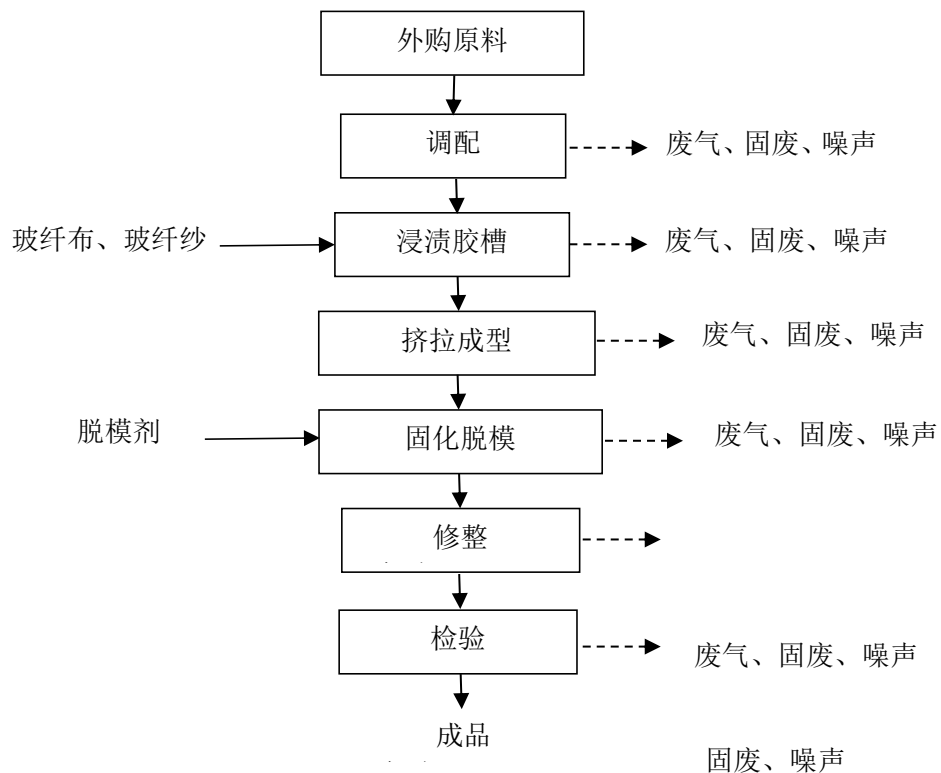 外购原料
调配
废气、固废、噪声
玻纤布、玻纤纱
浸渍胶槽
废气、固废、噪声
挤拉成型
废气、固废、噪声
脱模剂
固化脱模
废气、固废、噪声
修整
检验
废气、固废、噪声
成品
固废、噪声